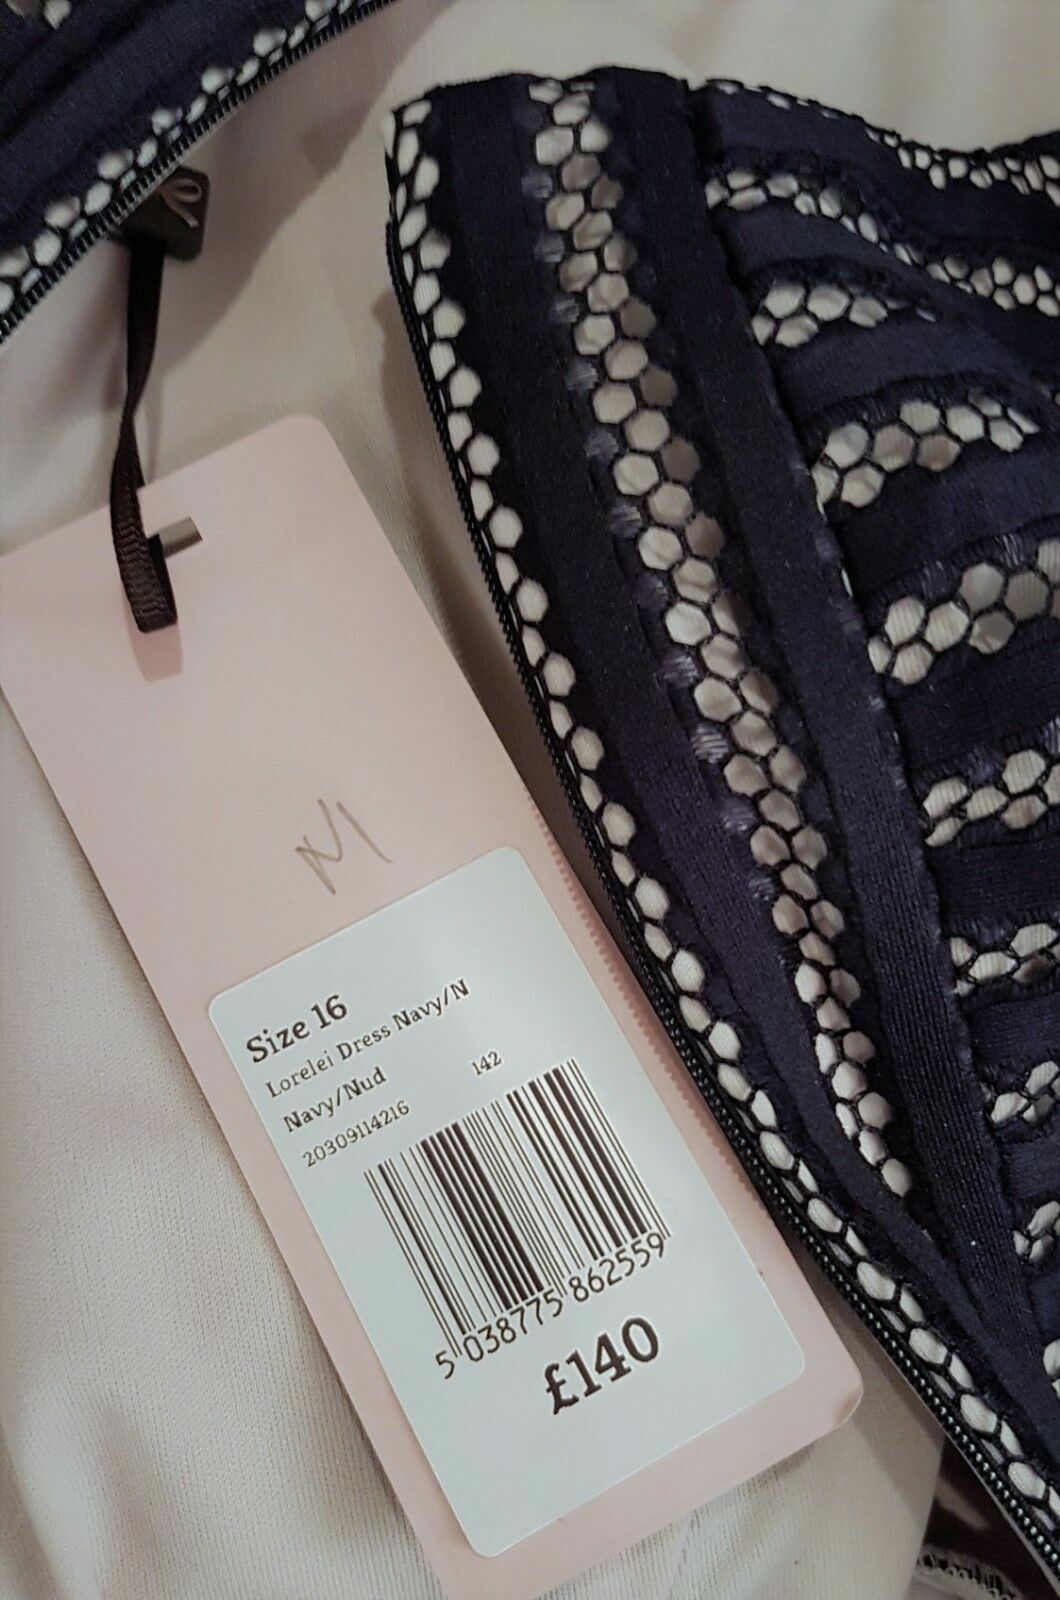 Size 16
Lorelei Dress Navy/N
Navy/Nud 142
20309114216
5 038775 862559
£140